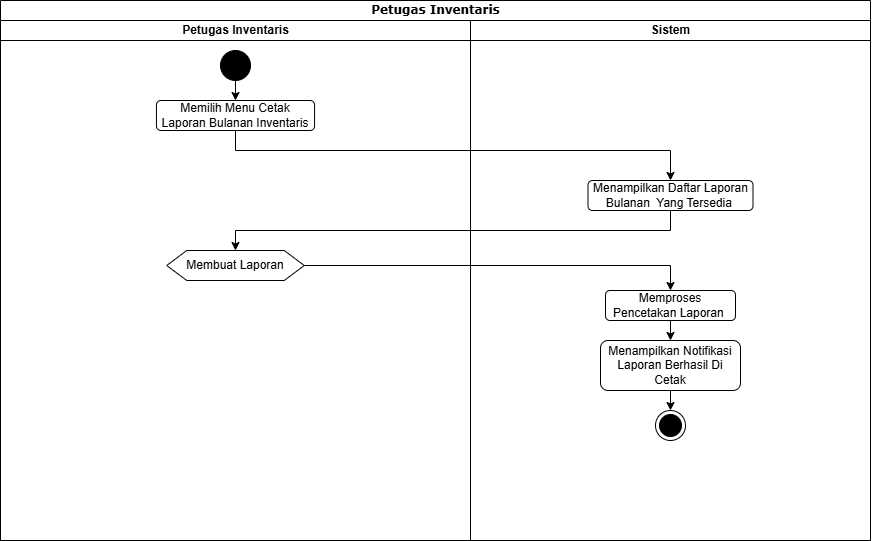 Petugas Inventaris
Petugas Inventaris
Sistem
Memilih Menu Cetak
Laporan Bulanan Inventaris
Menampilkan Daftar Laporan
Bulanan Yang Tersedia
Membuat Laporan
Memproses
Pencetakan Laporan
Menampilkan Notifikasi
Laporan Berhasil Di
Cetak